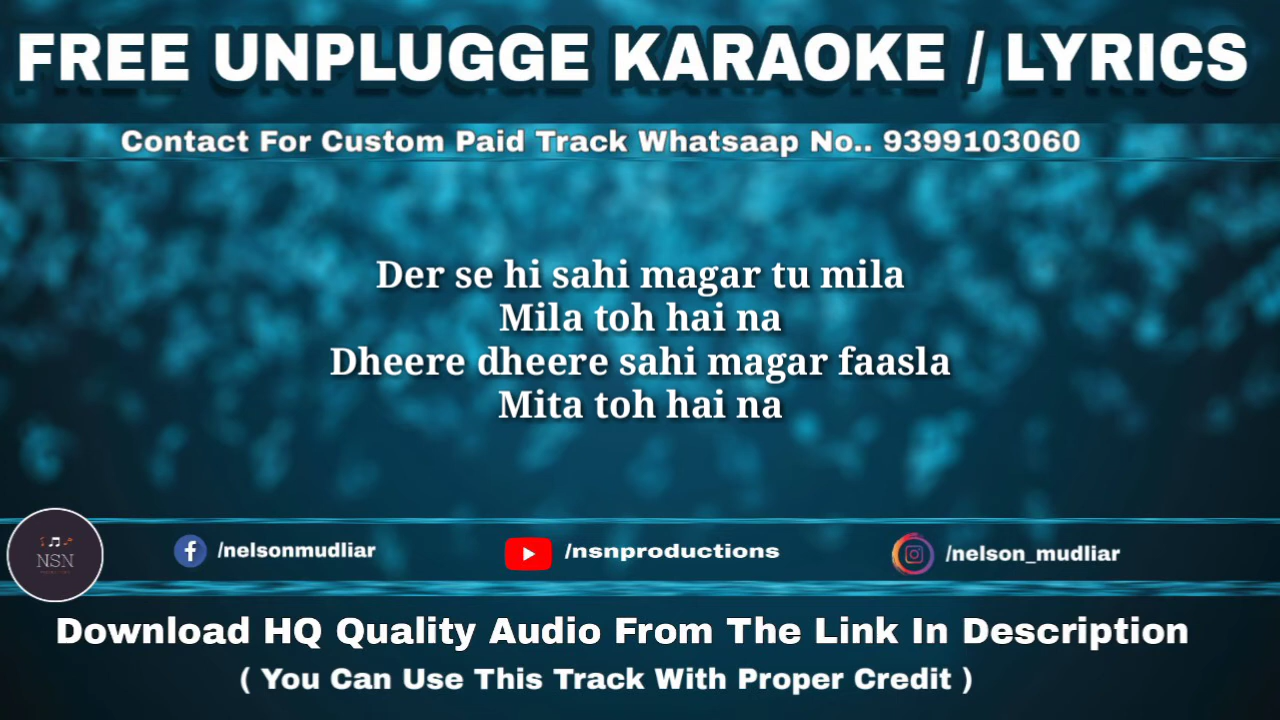 FREE UNPLUGGE KARAOKE / LYRICS
Contact For Custom Paid Track Whatsaap No.. 9399103060
Der se hi sahi magar tu mila
Mila toh hai na
Dheere dheere sahi magar faasla
Mita toh hai na
NSN
/nelsonmudliar
/nsnproductions
/nelson_mudliar
Download HQ Quality Audio From The Link In Description
( You Can Use This Track With Proper Credit )